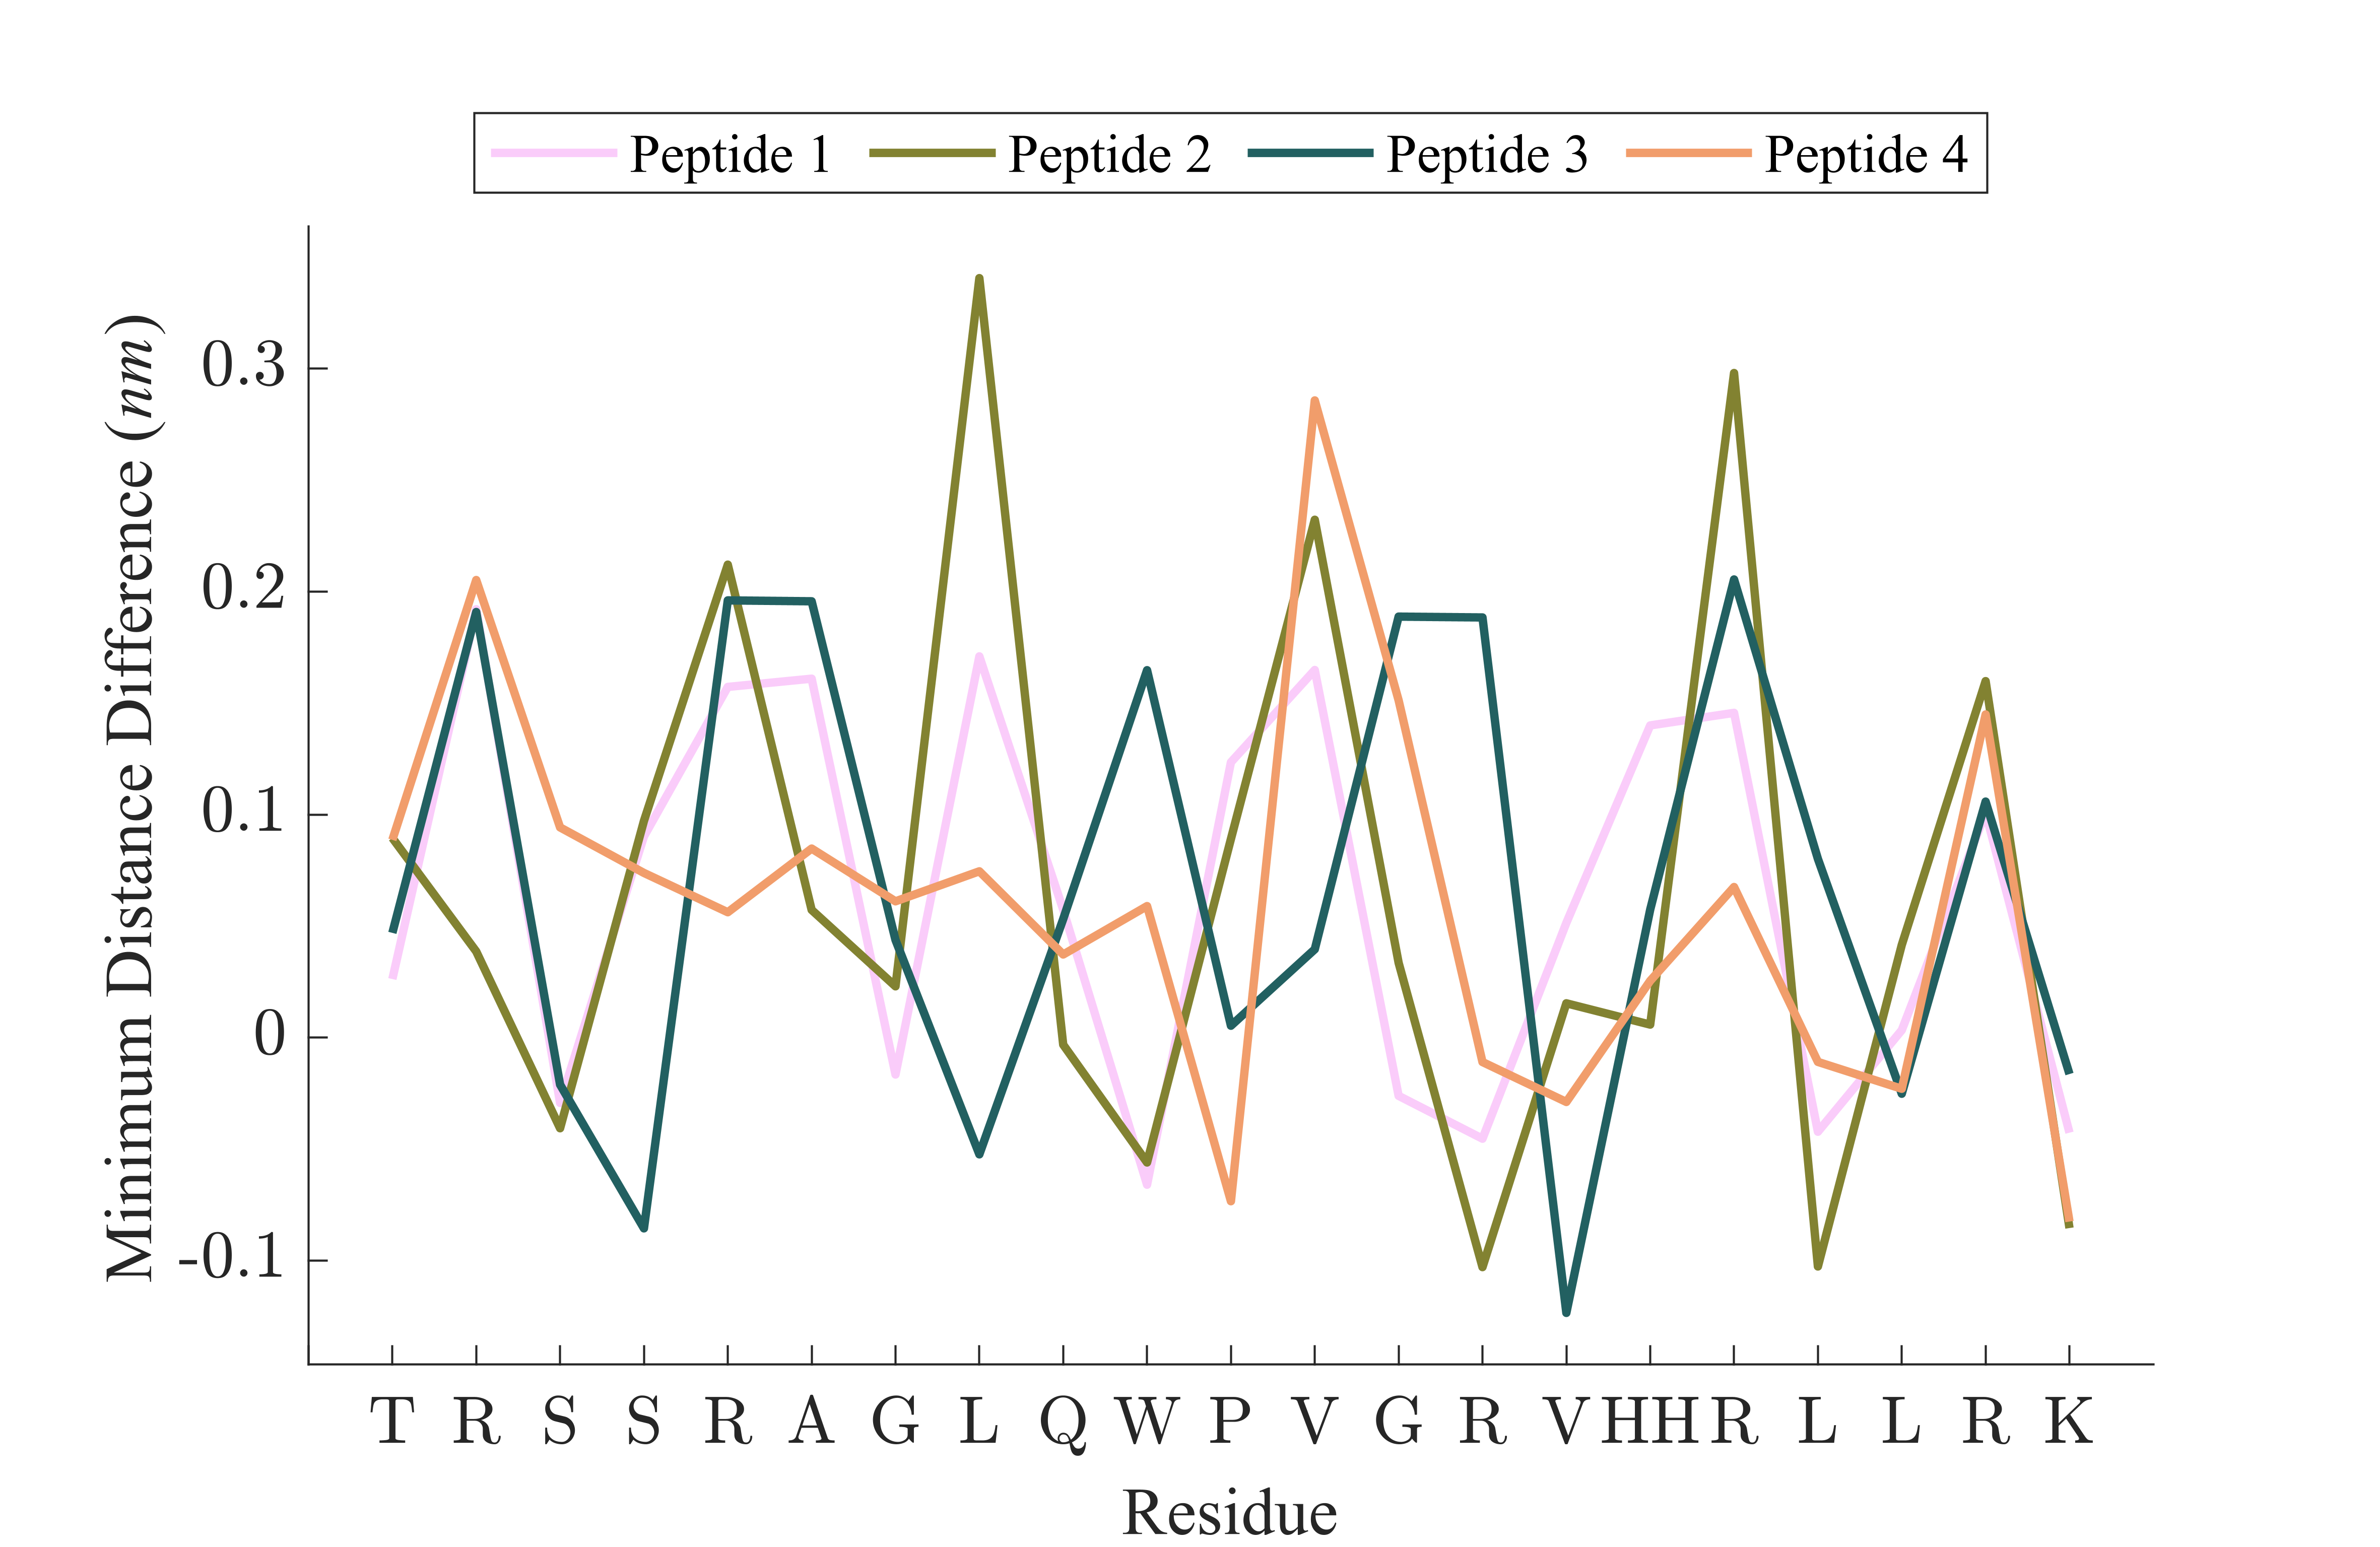 Peptide 1 Peptide 2 Peptide 3 Peptide 4
Minimum Distance Difference (nm)
0.3
0.2
0.1
0
-0.1
T R S S R A G L Q W P V G R V HH R L L R K
Residue